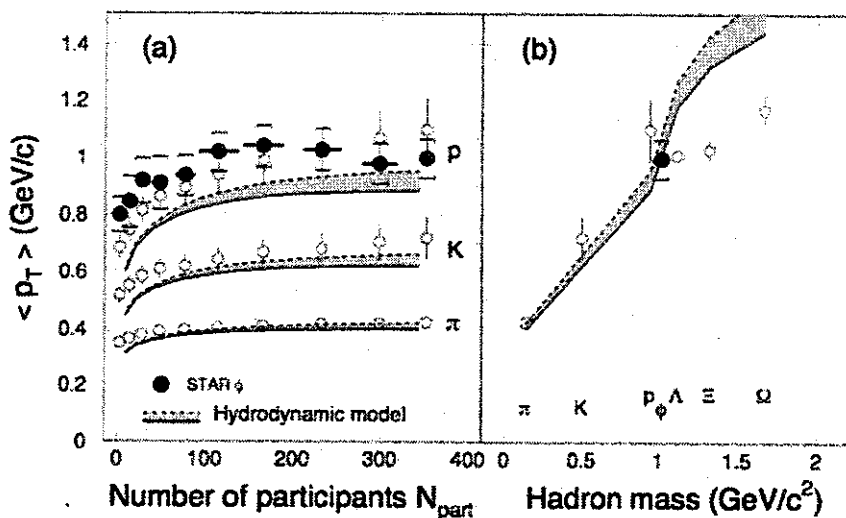 (a)
(b)
1.4
1.2
1
0.8
0.6
0.4
0.2
0
< p_T > (GeV/c)
p
K
π
STAR ϕ
Hydrodynamic model
π K p ϕ Λ Ξ Ω
0 100 200 300 400
0 0.5 1 1.5 2
Number of participants N_part
Hadron mass (GeV/c²)